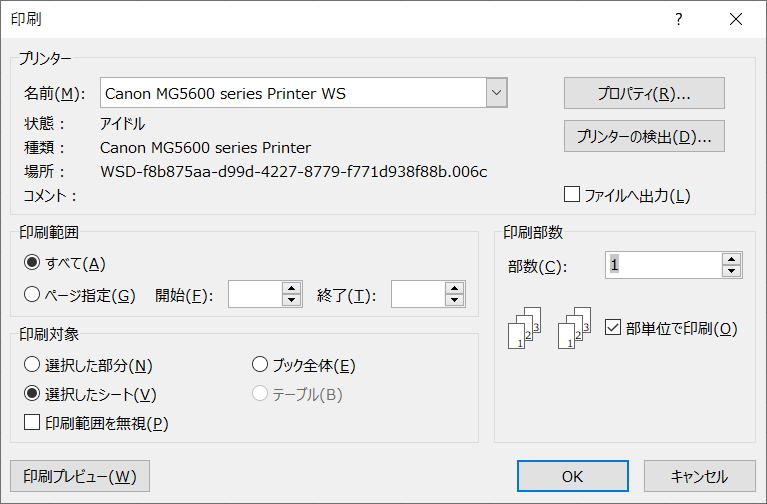 印刷
?
プリンター
名前(M):
Canon MG5600 series Printer WS
プロパティ(R)...
状態：
アイドル
プリンターの検出(D)...
種類：
Canon MG5600 series Printer
場所：
WSD-f8b875aa-d99d-4227-8779-f771d938f88b.006c
コメント：
ファイルへ出力(L)
印刷範囲
すべて(A)
ページ指定(G) 開始(F): 終了(T):
印刷部数
部数(C):
1
1 2 3
1 2 3
部単位で印刷(O)
印刷対象
選択した部分(N)
ブック全体(E)
選択したシート(V)
テーブル(B)
印刷範囲を無視(P)
印刷プレビュー(W)
OK
キャンセル